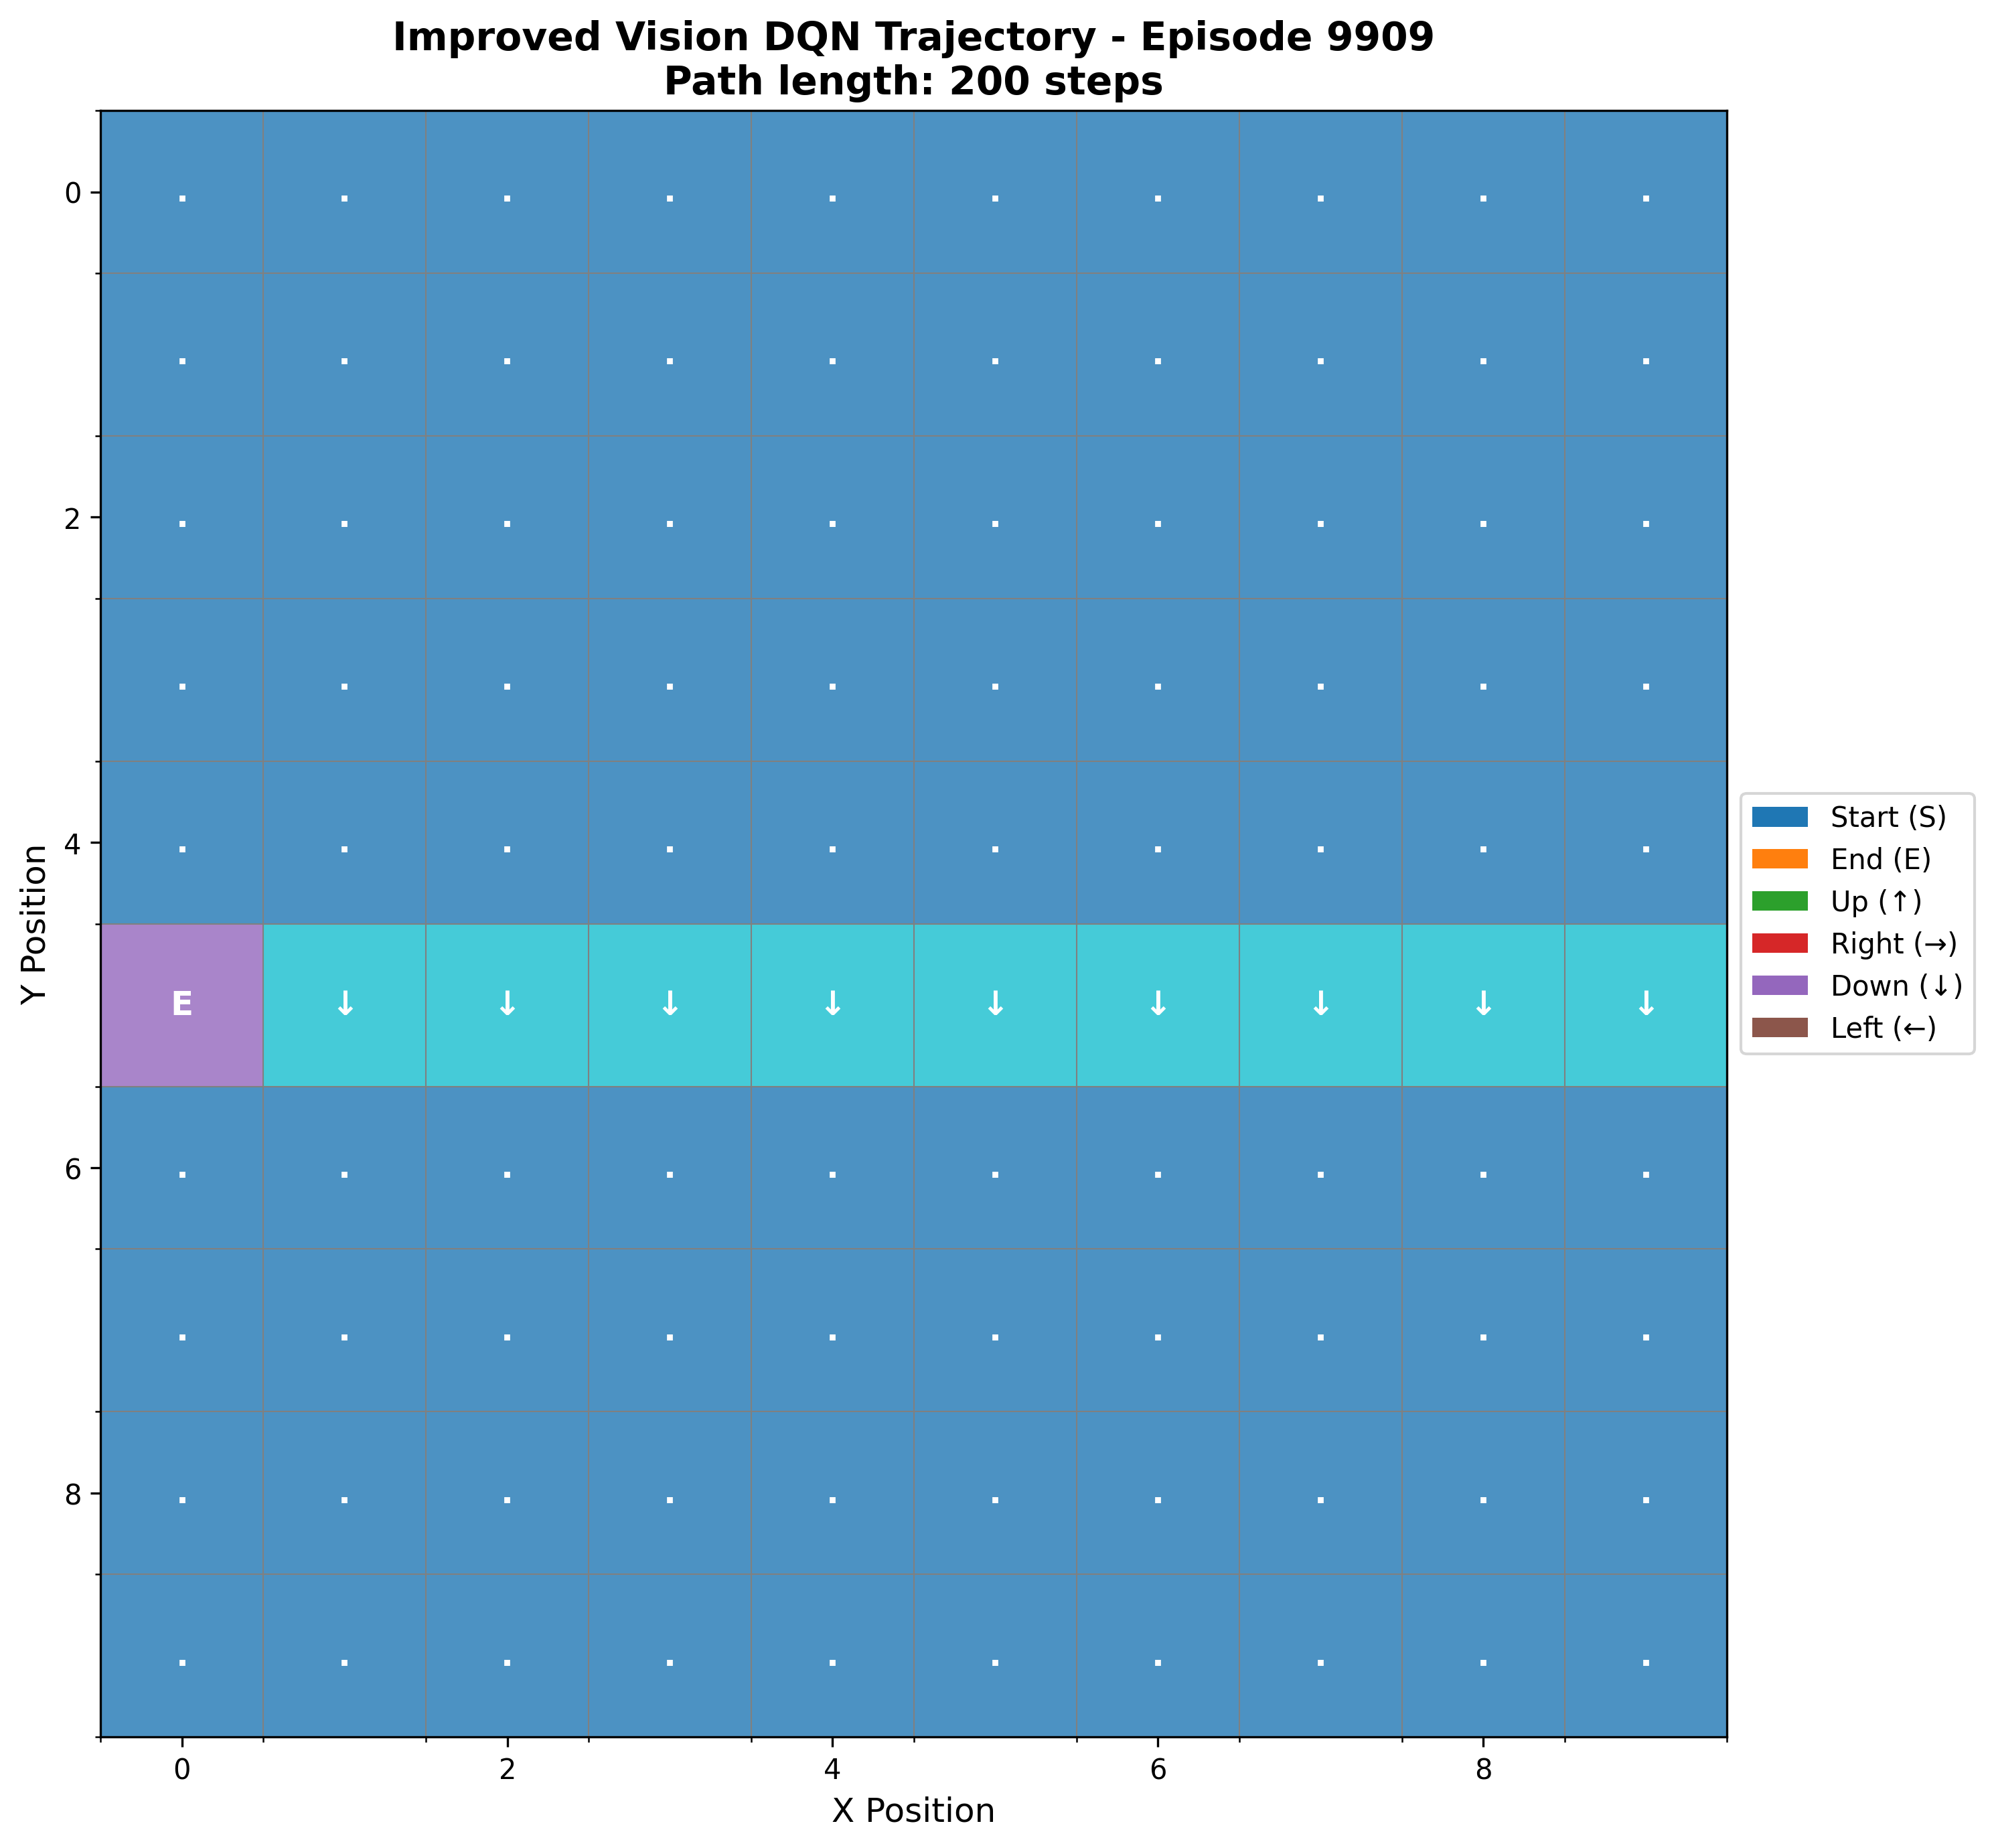 Improved Vision DQN Trajectory - Episode 9909
Path length: 200 steps
0
2
4
6
8
Y Position
. . . . . . . . . .
. . . . . . . . . .
. . . . . . . . . .
. . . . . . . . . .
. . . . . . . . . .
E ↓ ↓ ↓ ↓ ↓ ↓ ↓ ↓ ↓
. . . . . . . . . .
. . . . . . . . . .
. . . . . . . . . .
. . . . . . . . . .
0 2 4 6 8
X Position
Start (S)
End (E)
Up (↑)
Right (→)
Down (↓)
Left (←)